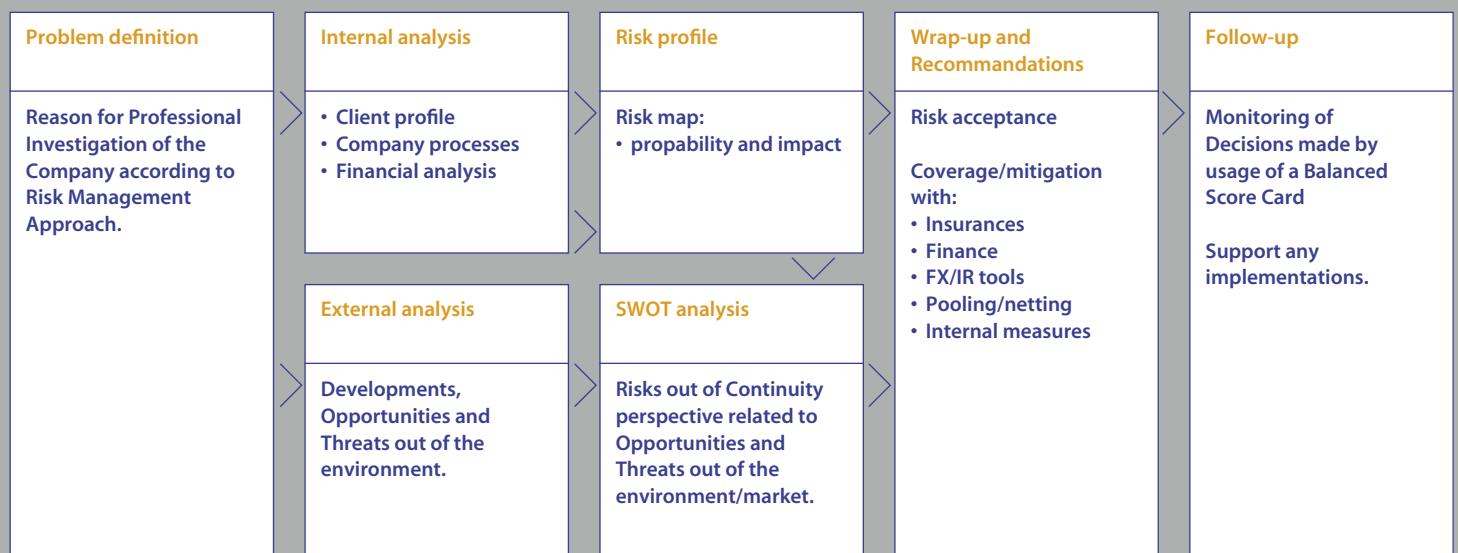 Problem definition
Reason for Professional
Investigation of the
Company according to
Risk Management
Approach.
Internal analysis
• Client profile
• Company processes
• Financial analysis
External analysis
Developments,
Opportunities and
Threats out of the
environment.
Risk profile
Risk map:
• propability and impact
SWOT analysis
Risks out of Continuity
perspective related to
Opportunities and
Threats out of the
environment/market.
Wrap-up and
Recommandations
Risk acceptance
Coverage/mitigation
with:
• Insurances
• Finance
• FX/IR tools
• Pooling/netting
• Internal measures
Follow-up
Monitoring of
Decisions made by
usage of a Balanced
Score Card
Support any
implementations.